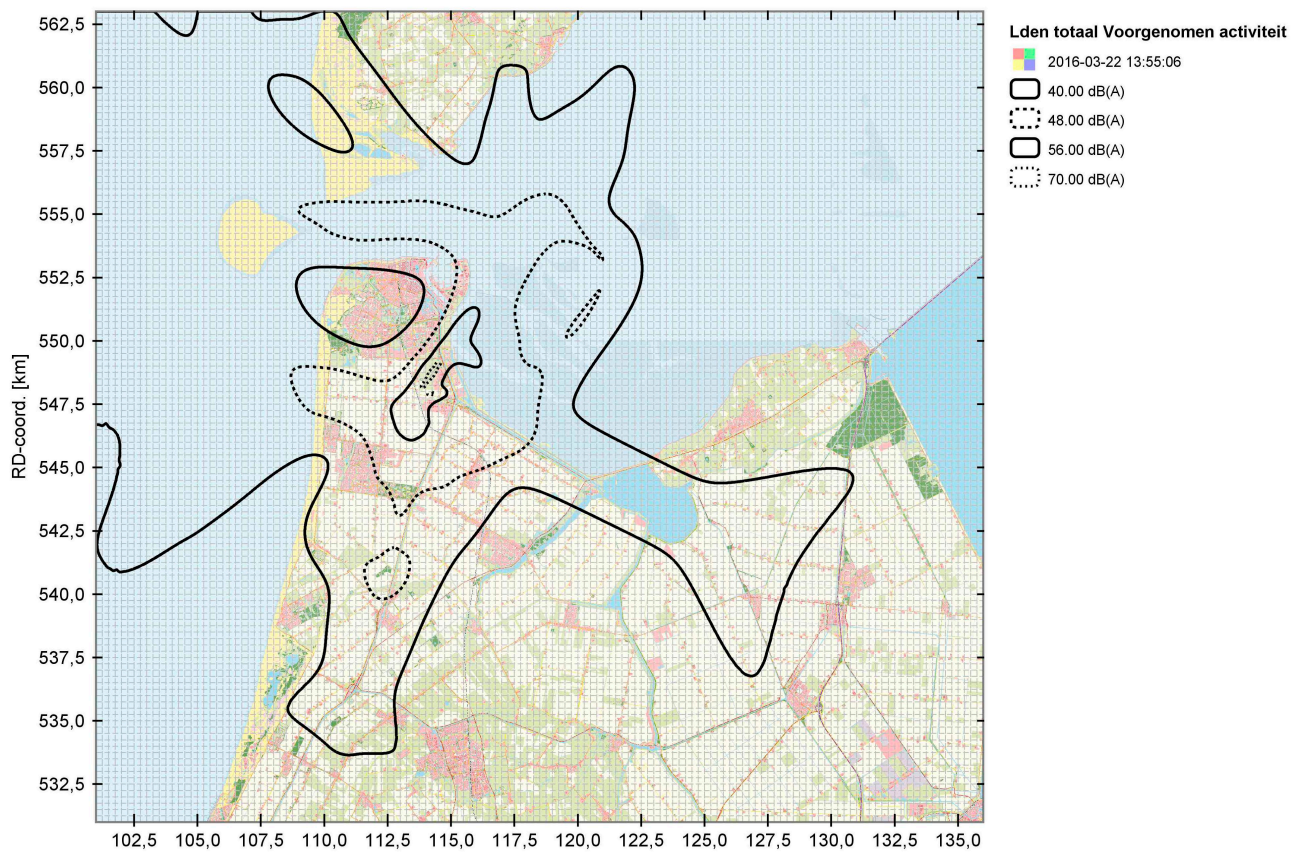 Lden totaal Voorgenomen activiteit
2016-03-22 13:55:06
40.00 dB(A)
48.00 dB(A)
56.00 dB(A)
70.00 dB(A)
RD-coord. [km]
562,5
560,0
557,5
555,0
552,5
550,0
547,5
545,0
542,5
540,0
537,5
535,0
532,5
102,5 105,0 107,5 110,0 112,5 115,0 117,5 120,0 122,5 125,0 127,5 130,0 132,5 135,0